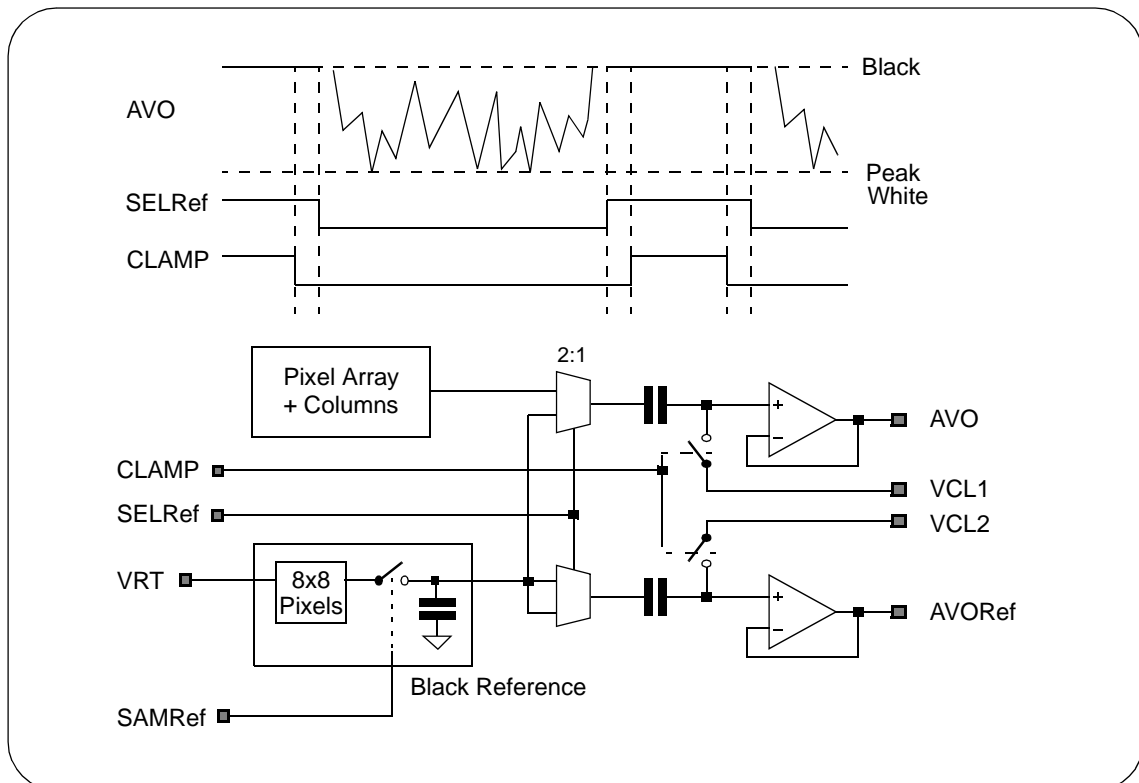 Black
AVO
Peak
White
SELRef
CLAMP
2:1
Pixel Array
+ Columns
+
−
AVO
CLAMP
VCL1
SELRef
VCL2
VRT
8x8
Pixels
+
−
AVORef
Black Reference
SAMRef